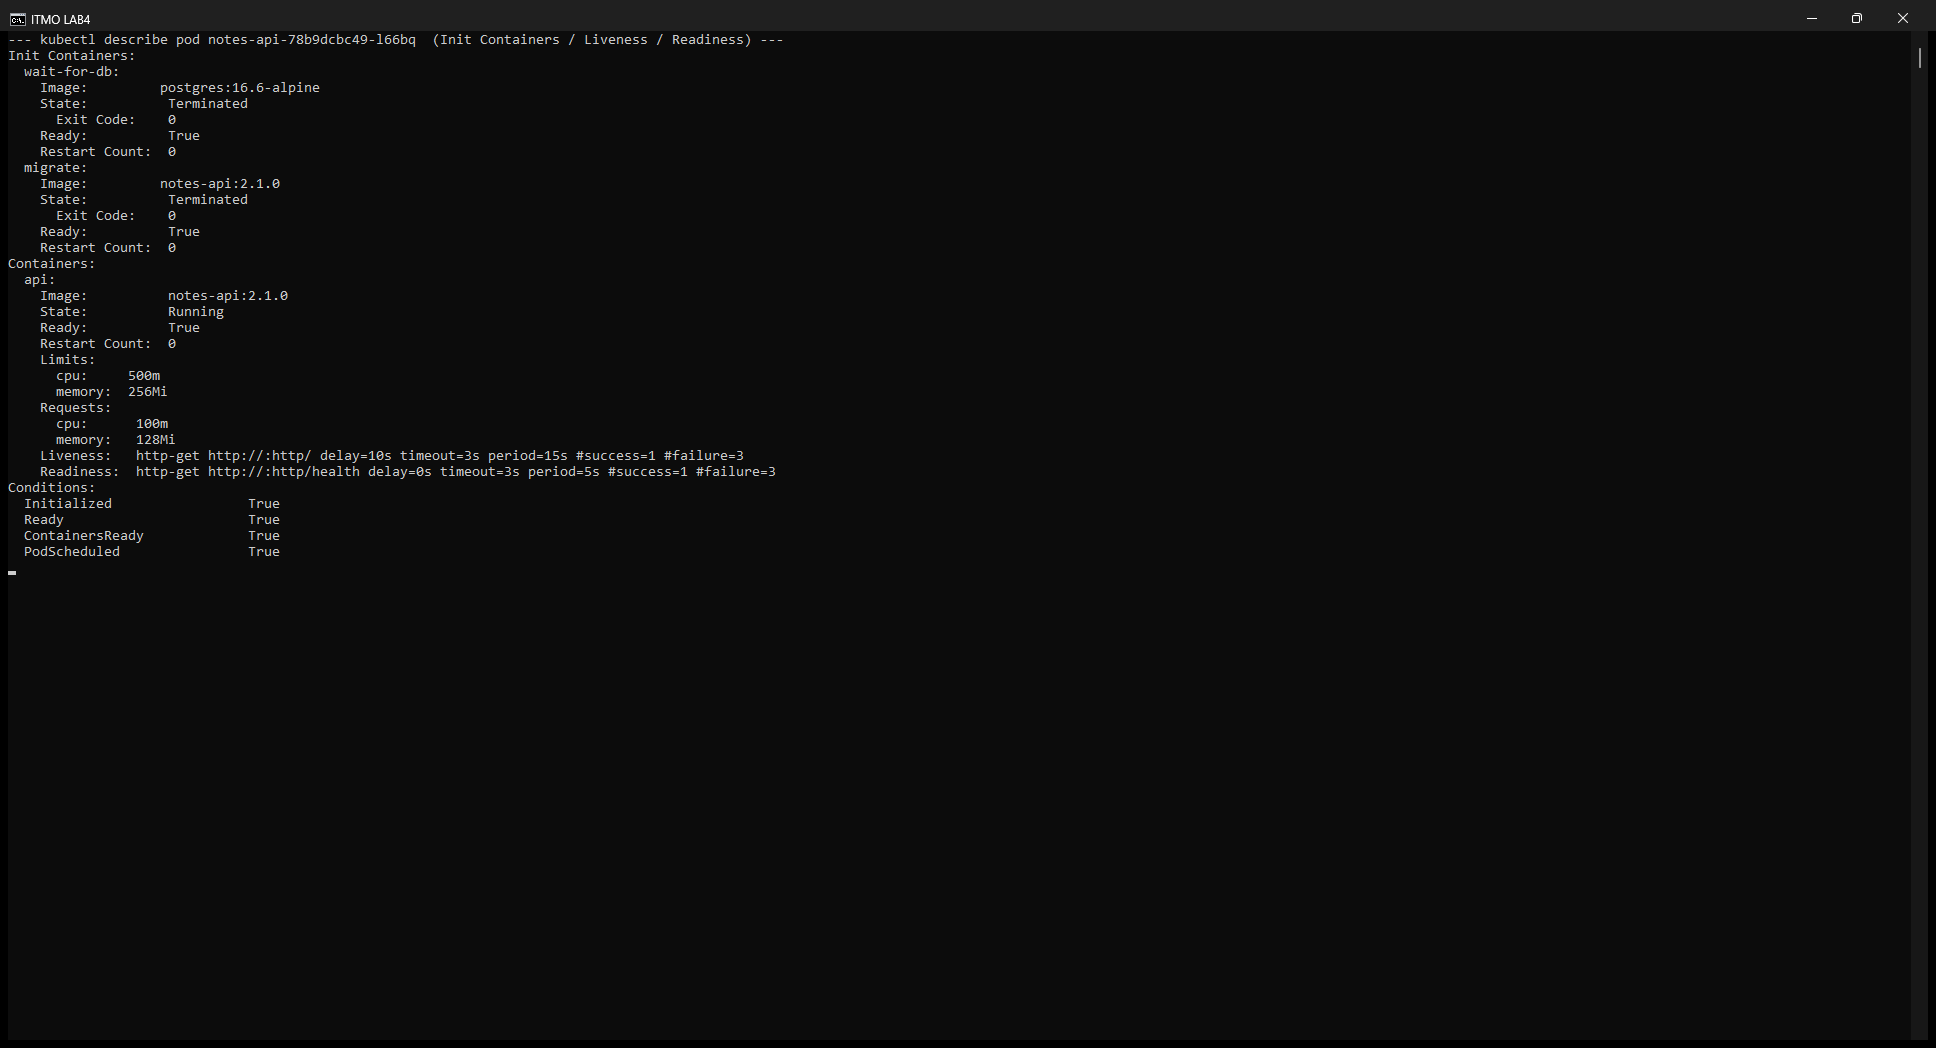 ITMO LAB4
--- kubectl describe pod notes-api-78b9dcbc49-l66bq  (Init Containers / Liveness / Readiness) ---
Init Containers:
  wait-for-db:
    Image:         postgres:16.6-alpine
    State:          Terminated
      Exit Code:    0
    Ready:          True
    Restart Count:  0
  migrate:
    Image:         notes-api:2.1.0
    State:          Terminated
      Exit Code:    0
    Ready:          True
    Restart Count:  0
Containers:
  api:
    Image:          notes-api:2.1.0
    State:          Running
    Ready:          True
    Restart Count:  0
    Limits:
      cpu:     500m
      memory:  256Mi
    Requests:
      cpu:      100m
      memory:   128Mi
    Liveness:   http-get http://:http/ delay=10s timeout=3s period=15s #success=1 #failure=3
    Readiness:  http-get http://:http/health delay=0s timeout=3s period=5s #success=1 #failure=3
Conditions:
  Initialized                 True
  Ready                       True
  ContainersReady             True
  PodScheduled                True